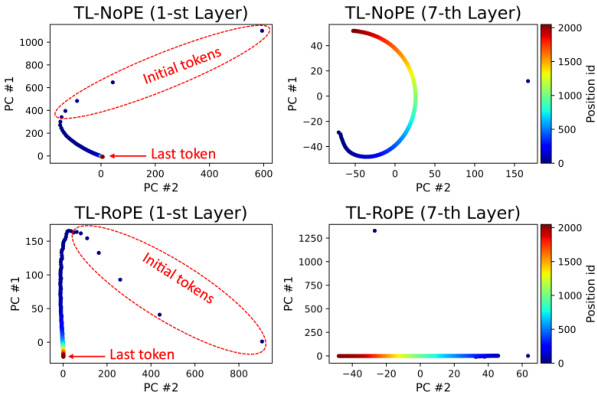 TL-NoPE (1-st Layer)
1000
800
600
400
200
0
PC #1
Initial tokens
Last token
0
200
400
600
PC #2
TL-NoPE (7-th Layer)
40
20
0
−20
−40
PC #1
−50
0
50
100
150
PC #2
2000
1500
1000
500
0
Position id
TL-RoPE (1-st Layer)
150
100
50
0
PC #1
Initial tokens
Last token
0
200
400
600
800
PC #2
TL-RoPE (7-th Layer)
1250
1000
750
500
250
0
PC #1
−40
−20
0
20
40
60
PC #2
2000
1500
1000
500
0
Position id